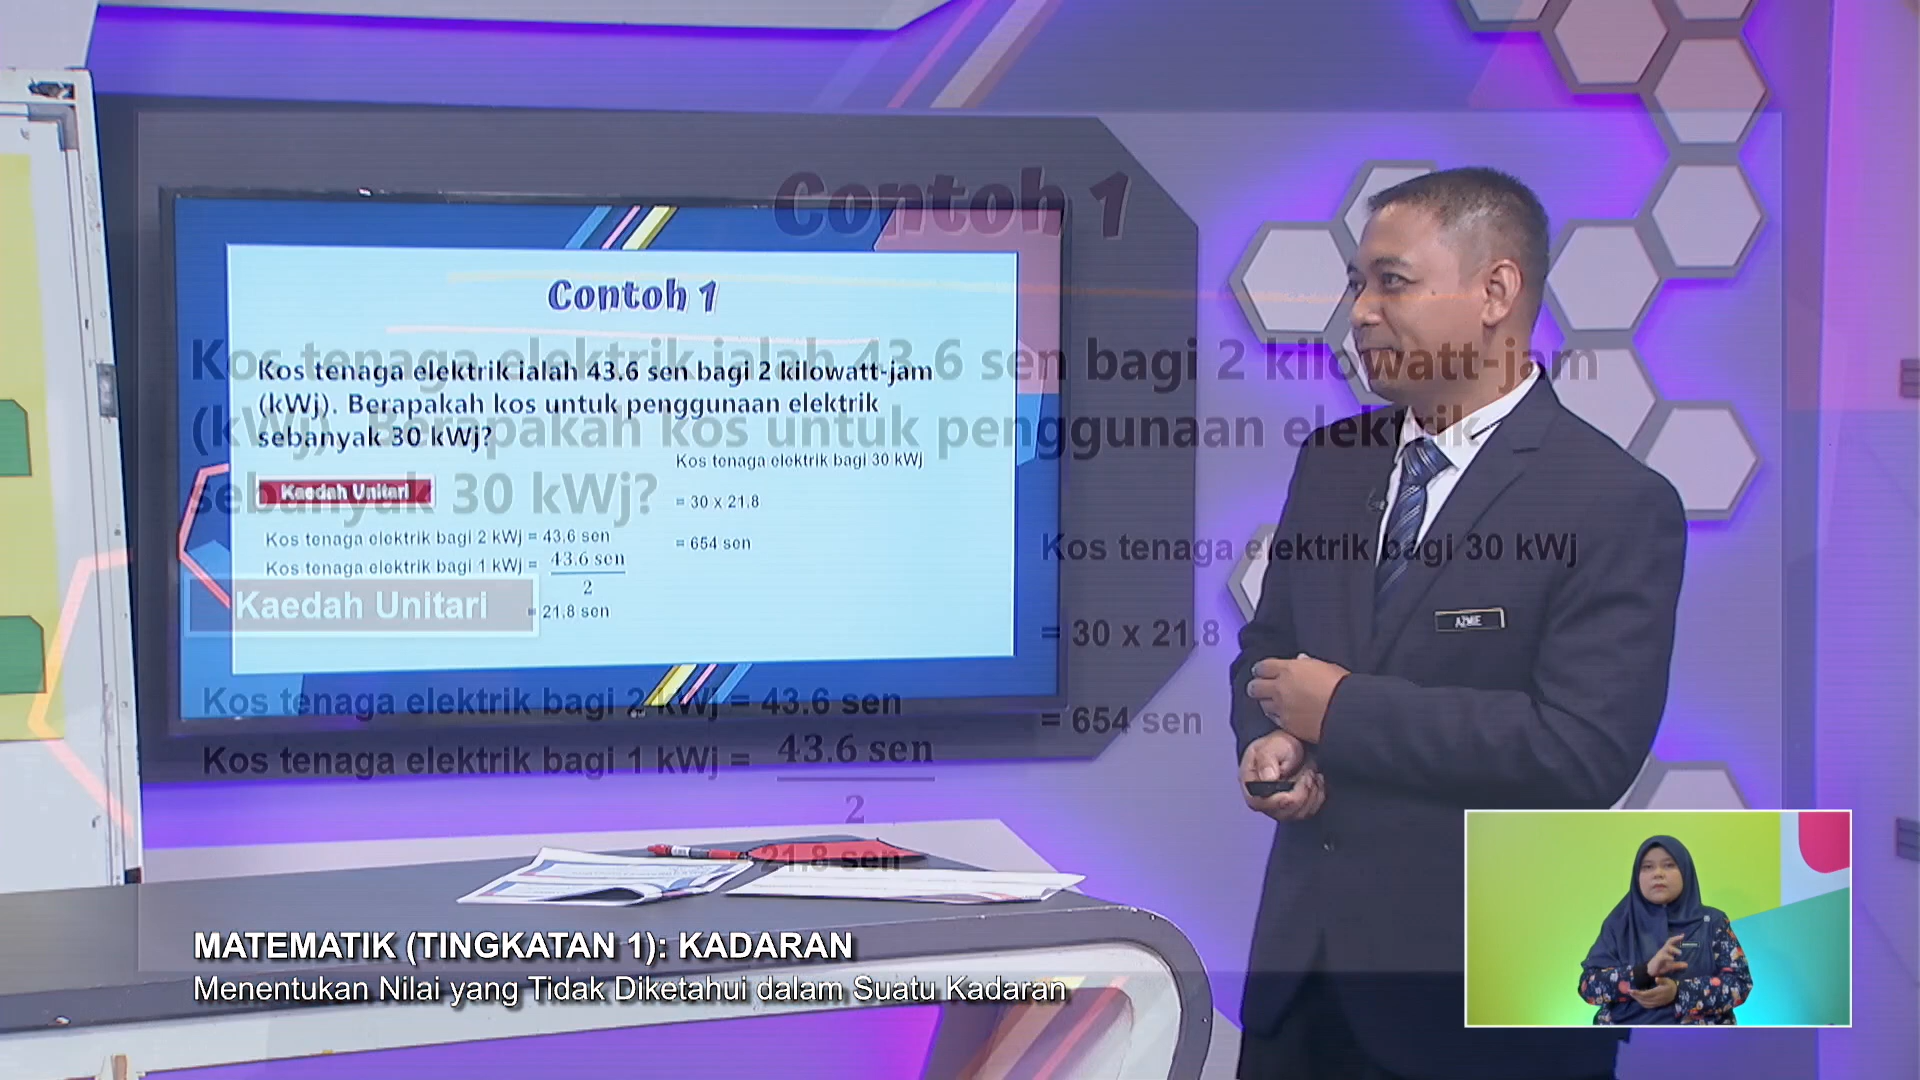 Contoh 1
Kos tenaga elektrik ialah 43.6 sen bagi 2 kilowatt-jam
(kWj). Berapakah kos untuk penggunaan elektrik
sebanyak 30 kWj?
Kaedah Unitari
Kos tenaga elektrik bagi 2 kWj = 43.6 sen
Kos tenaga elektrik bagi 1 kWj = 43.6 sen
2
= 21.8 sen
Kos tenaga elektrik bagi 30 kWj
= 30 x 21.8
= 654 sen
Contoh 1
Kos tenaga elektrik ialah 43.6 sen bagi 2 kilowatt-jam
(kWj). Berapakah kos untuk penggunaan elektrik
sebanyak 30 kWj?
Kaedah Unitari
Kos tenaga elektrik bagi 2 kWj = 43.6 sen
Kos tenaga elektrik bagi 1 kWj = 43.6 sen
2
= 21.8 sen
Kos tenaga elektrik bagi 30 kWj
= 30 x 21.8
= 654 sen
AZMIE
MATEMATIK (TINGKATAN 1): KADARAN
Menentukan Nilai yang Tidak Diketahui dalam Suatu Kadaran